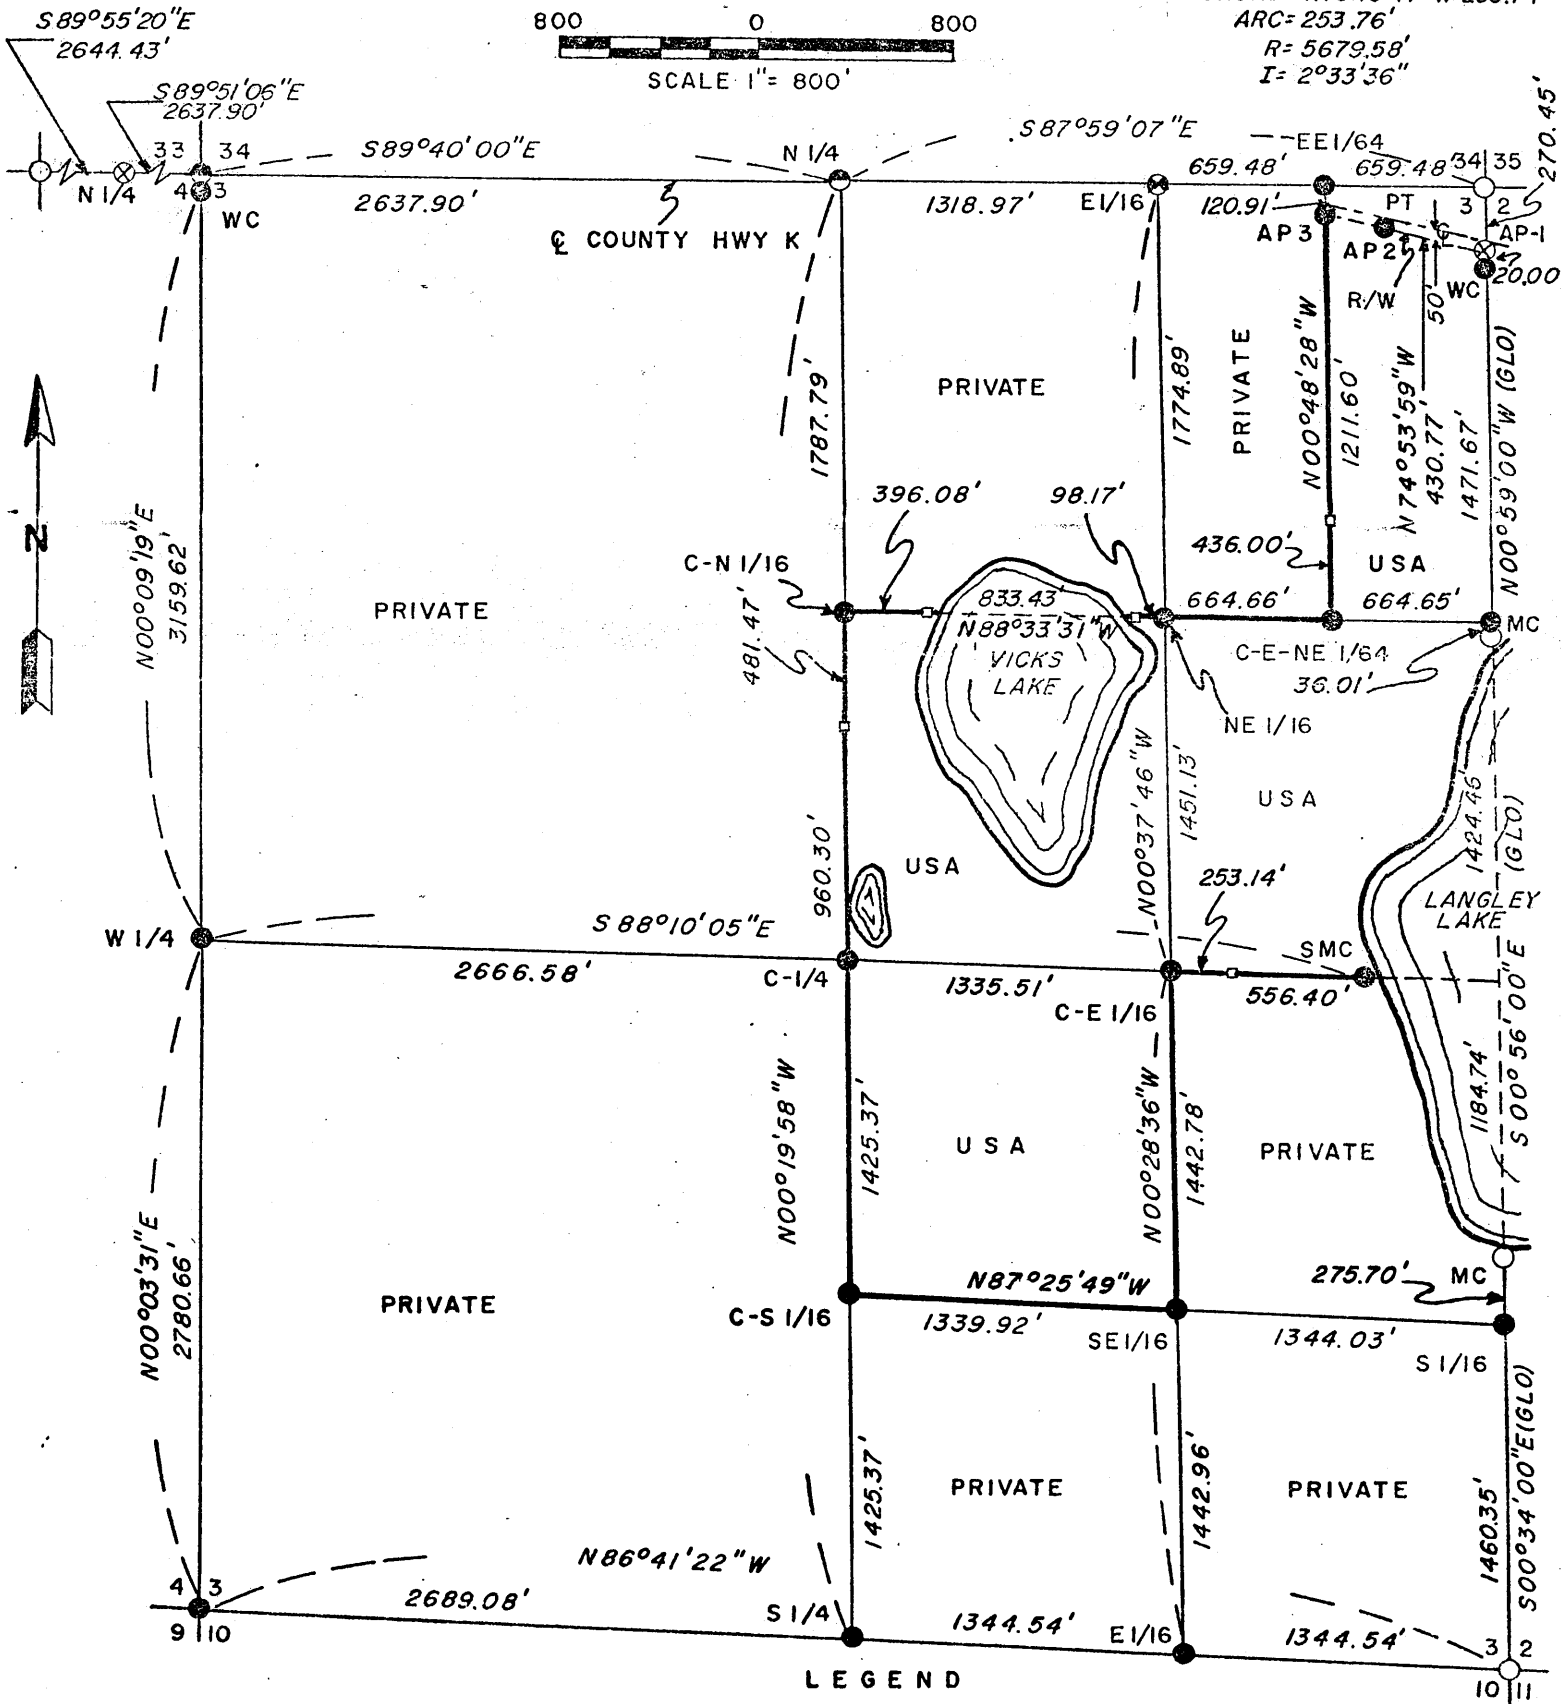 S89°55'20"E
2644.43'
800 0 800
SCALE 1"= 800'
ARC= 253.76'
R= 5679.58'
I= 2°33'36"
S89°51'06"E
2637.90'
270.45'
33 34
S89°40'00"E
N 1/4
S87°59'07"E
EE1/64
659.48'
659.48'
34 35
N 1/4
4 3
WC
2637.90'
1318.97'
E1/16
120.91'
PT
3 2
℄ COUNTY HWY K
AP3
AP2
℄
AP-1
R/W
50'
WC
20.00
N00°09'19"E
3159.62'
1787.79'
PRIVATE
1774.89'
PRIVATE
N00°48'28"W
1211.60'
N74°53'59"W
430.77'
1471.67'
N00°59'00"W (GLO)
N
396.08'
98.17'
C-N 1/16
436.00'
USA
PRIVATE
481.47'
833.43'
N88°33'31"W
664.66'
664.65'
MC
VICKS
LAKE
C-E-NE 1/64
36.01'
NE 1/16
N00°37'46"W
1451.13'
USA
1424.46'
960.30'
USA
253.14'
LANGLEY
LAKE
W 1/4
S 88°10'05"E
SMC
2666.58'
C-1/4
1335.51'
C-E 1/16
556.40'
S00°56'00"E (GLO)
1184.74'
N00°19'58"W
1425.37'
USA
N00°28'36"W
1442.78'
PRIVATE
N00°03'31"E
2780.66'
PRIVATE
N87°25'49"W
275.70'
MC
C-S 1/16
1339.92'
SE1/16
1344.03'
S 1/16
1425.37'
PRIVATE
1442.96'
PRIVATE
1460.35'
S00°34'00"E(GLO)
N86°41'22"W
4 3
2689.08'
S 1/4
1344.54'
E 1/16
1344.54'
3 2
9 10
LEGEND
10 11